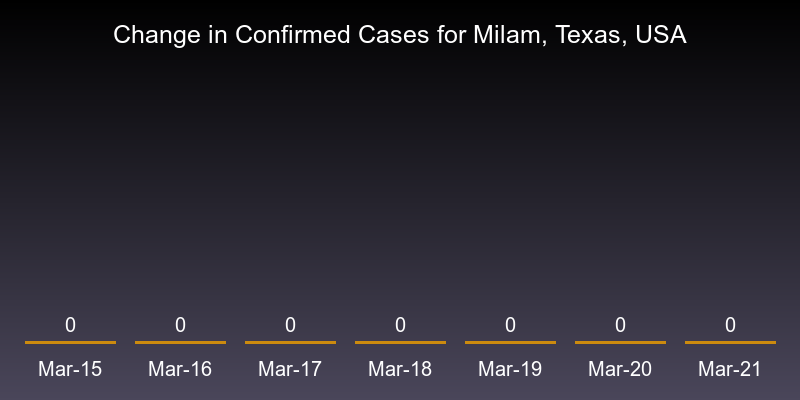 Change in Confirmed Cases for Milam, Texas, USA
0 0 0 0 0 0 0
Mar-15 Mar-16 Mar-17 Mar-18 Mar-19 Mar-20 Mar-21